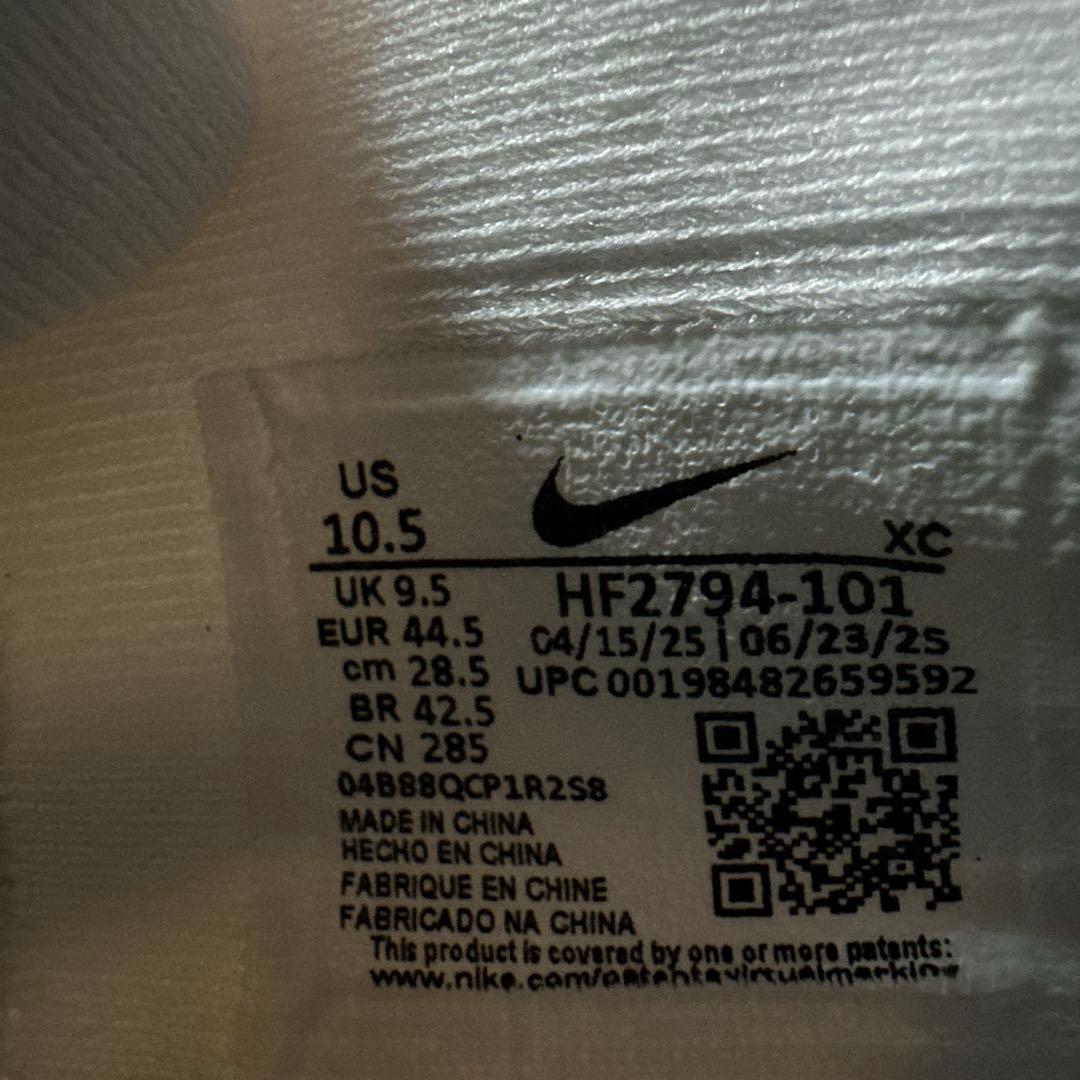 US
10.5
XC
UK 9.5
HF2794-101
EUR 44.5
04/15/25 | 06/23/25
cm 28.5
UPC 00198482659592
BR 42.5
CN 285
04B88QCP1R2S8
MADE IN CHINA
HECHO EN CHINA
FABRIQUE EN CHINE
FABRICADO NA CHINA
This product is covered by one or more patents: